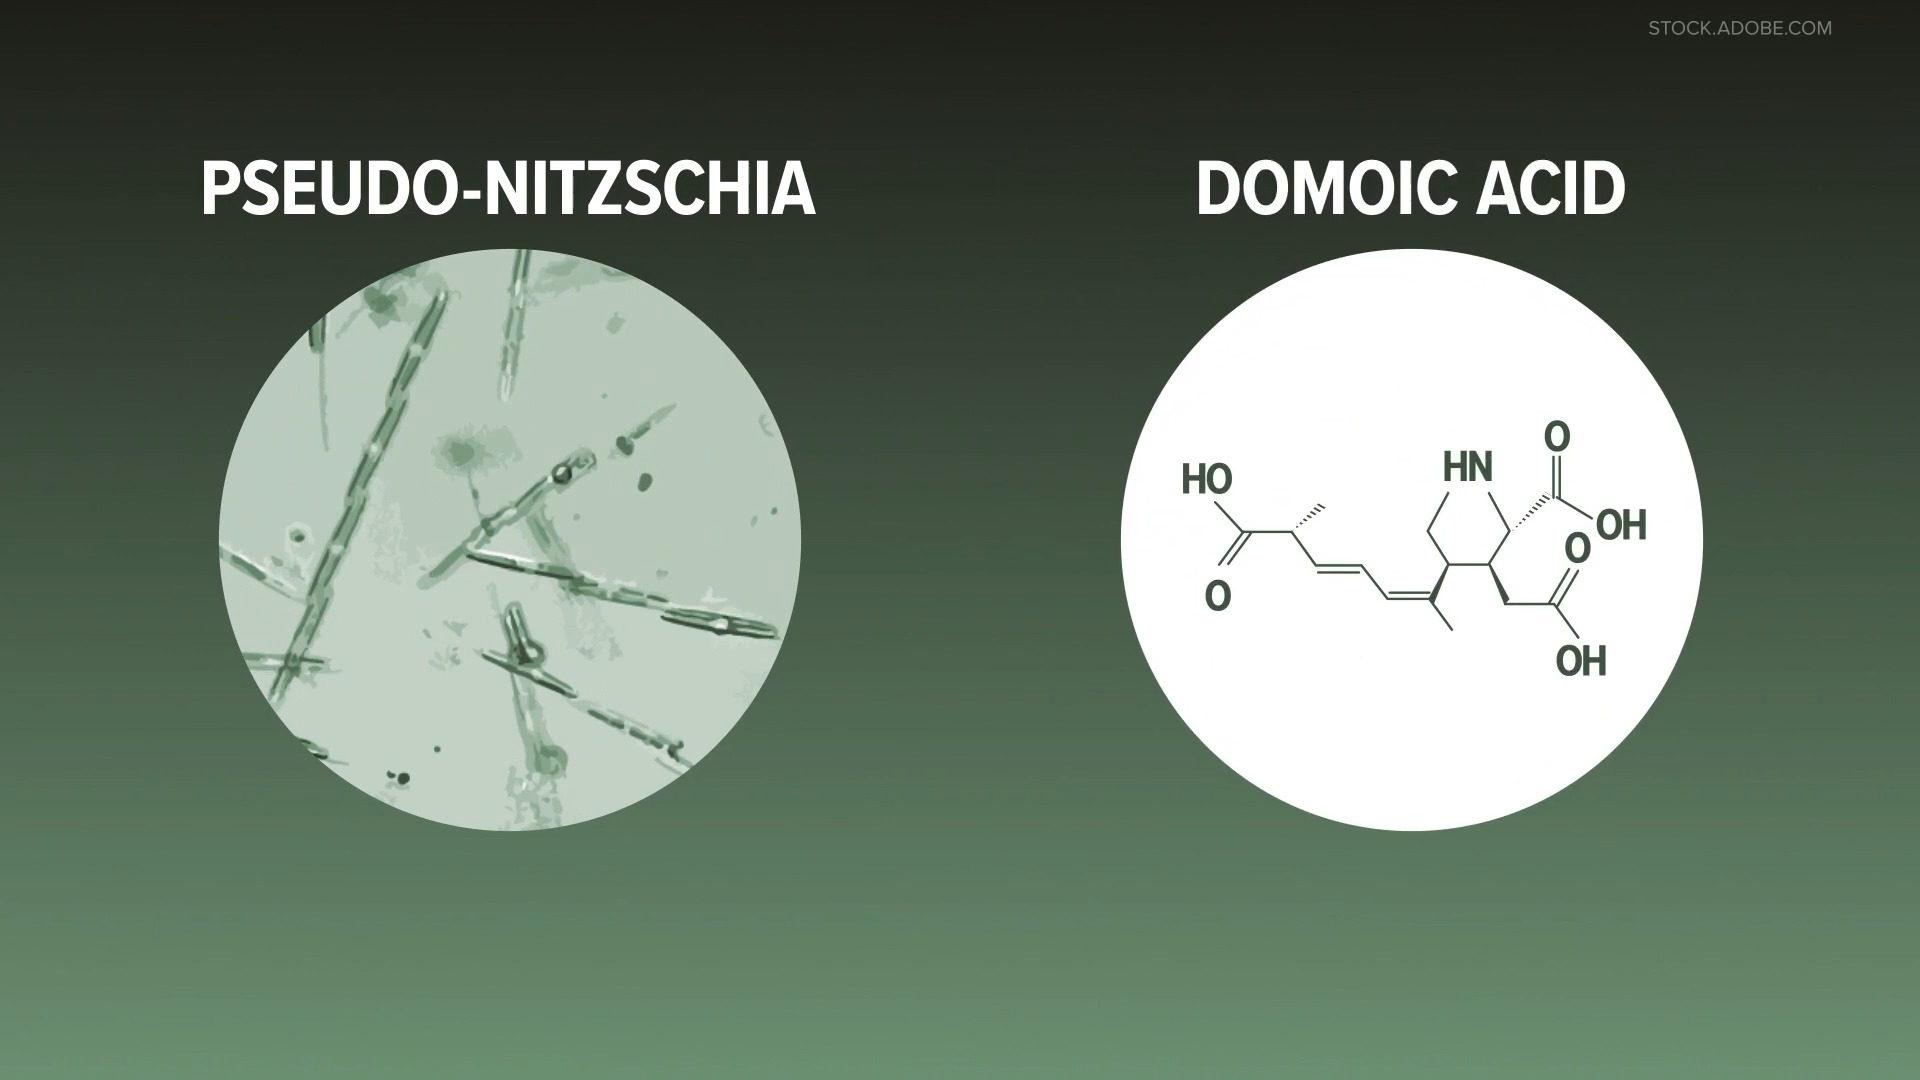 STOCK.ADOBE.COM
PSEUDO-NITZSCHIA
DOMOIC ACID
HO
O
HN
O
OH
O
OH